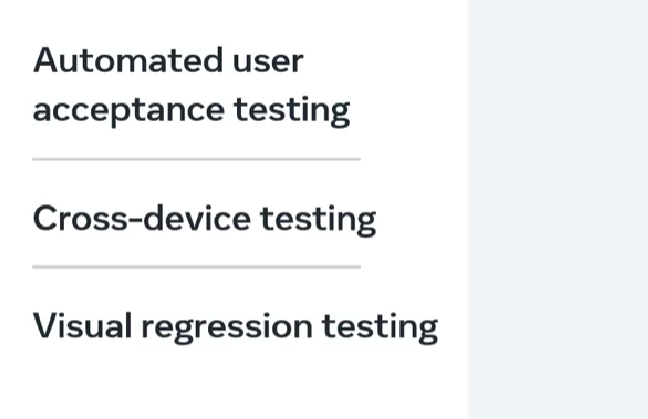 Automated user
acceptance testing
Cross-device testing
Visual regression testing